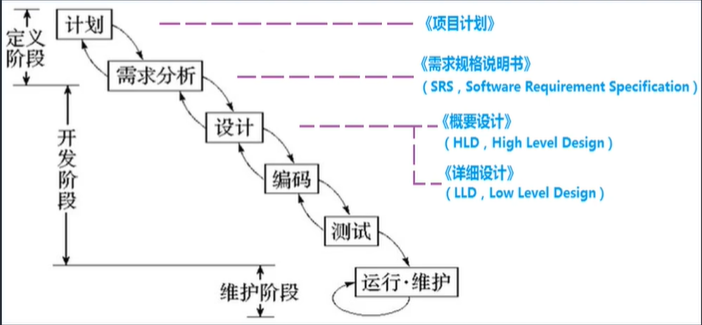 计划
《项目计划》
定义
阶段
需求分析
《需求规格说明书》
（SRS，Software Requirement Specification）
设计
《概要设计》
（HLD，High Level Design）
开发阶段
编码
《详细设计》
（LLD，Low Level Design）
测试
维护阶段
运行·维护